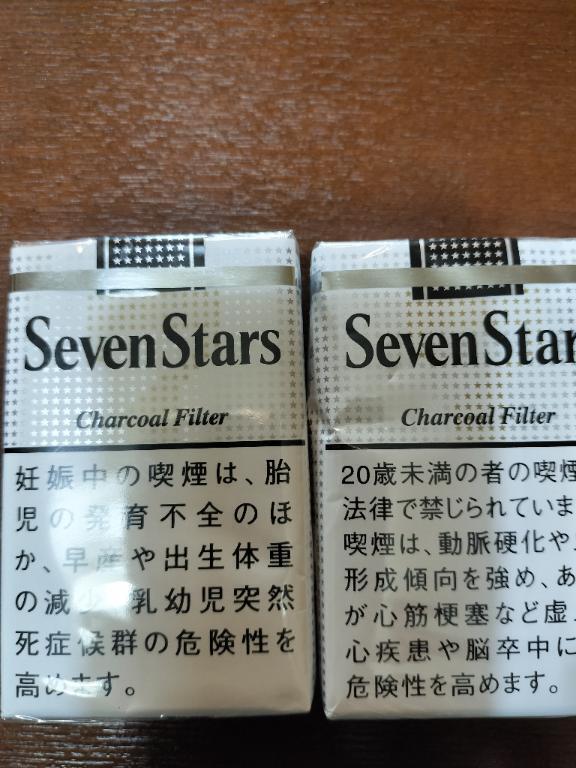 SevenStars
Charcoal Filter
妊娠中の喫煙は、胎
児の発育不全のほ
か、早産や出生体重
の減少、乳幼児突然
死症候群の危険性を
高めます。
SevenStar
Charcoal Filter
20歳未満の者の喫煙
法律で禁じられていま
喫煙は、動脈硬化や
形成傾向を強め、あ
が心筋梗塞など虚
心疾患や脳卒中に
危険性を高めます。